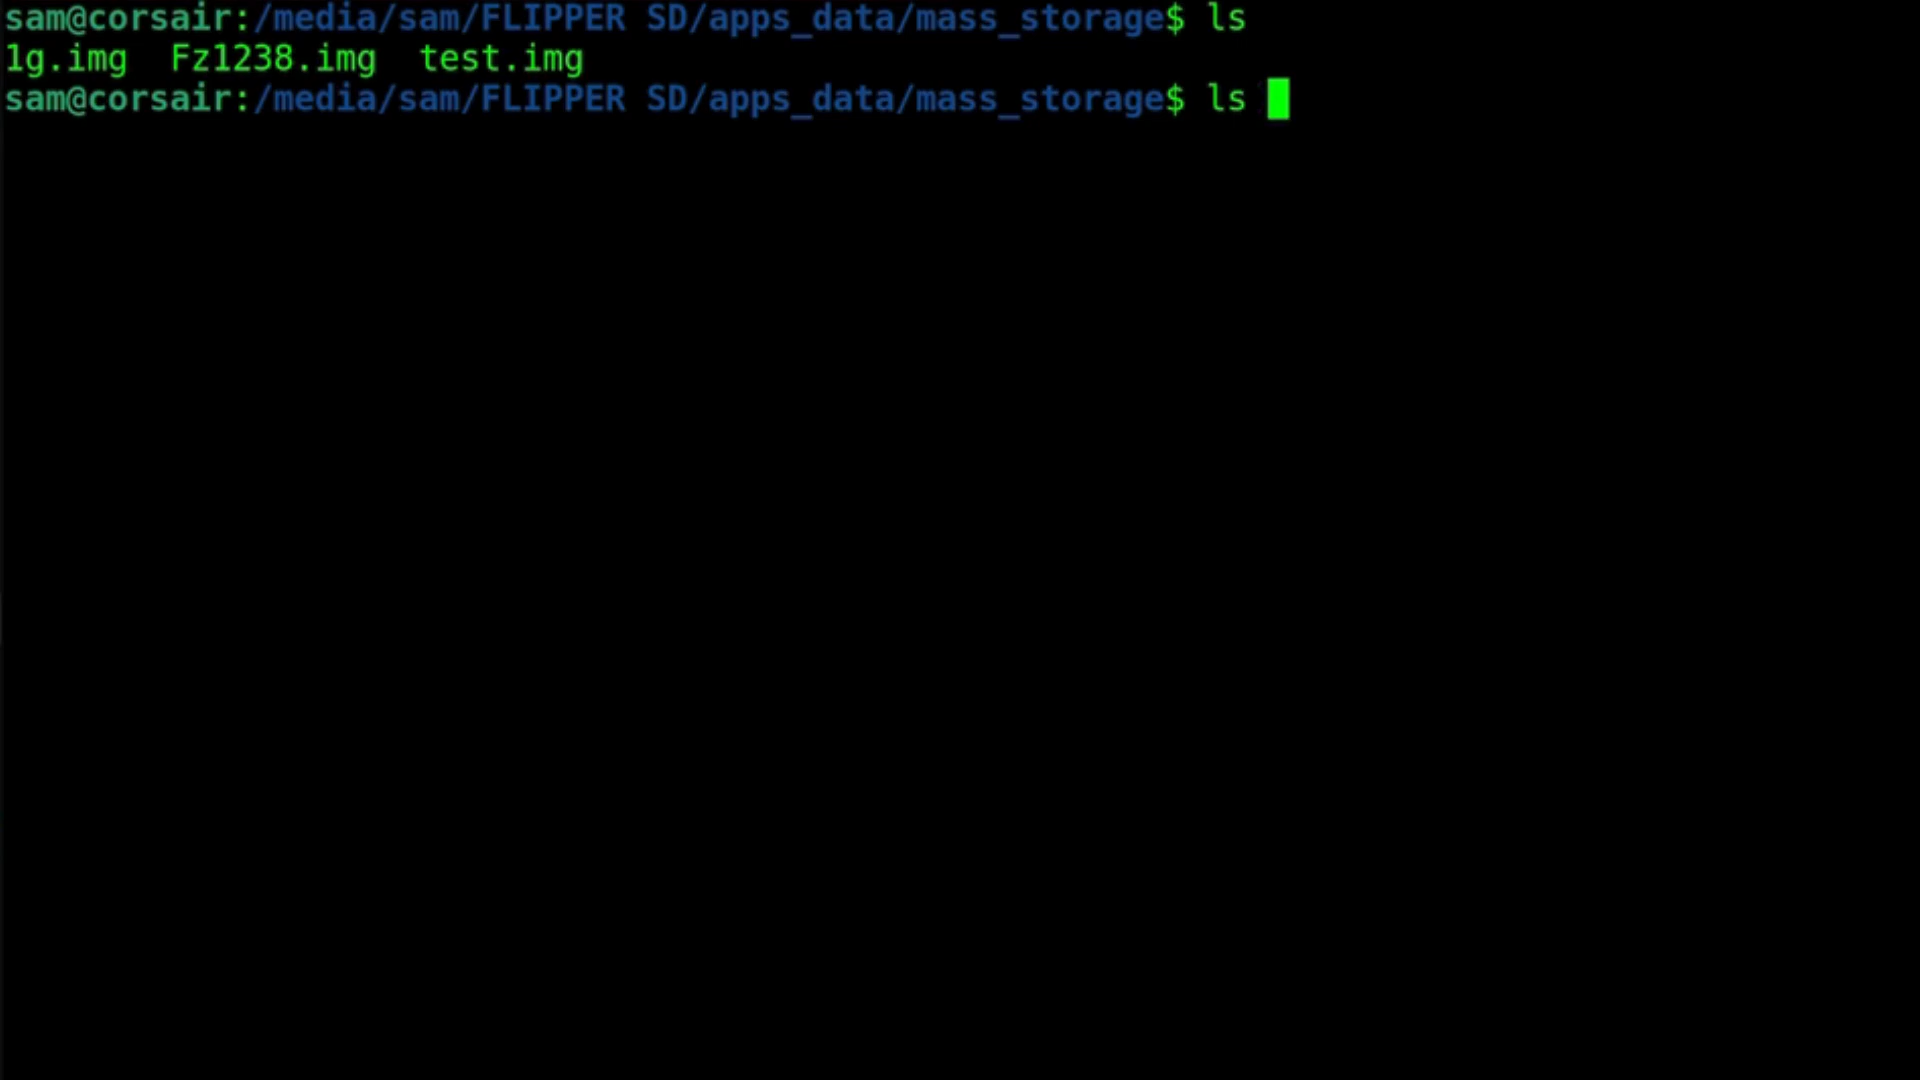 sam@corsair:/media/sam/FLIPPER SD/apps_data/mass_storage$ ls
1g.img  Fz1238.img  test.img
sam@corsair:/media/sam/FLIPPER SD/apps_data/mass_storage$ ls